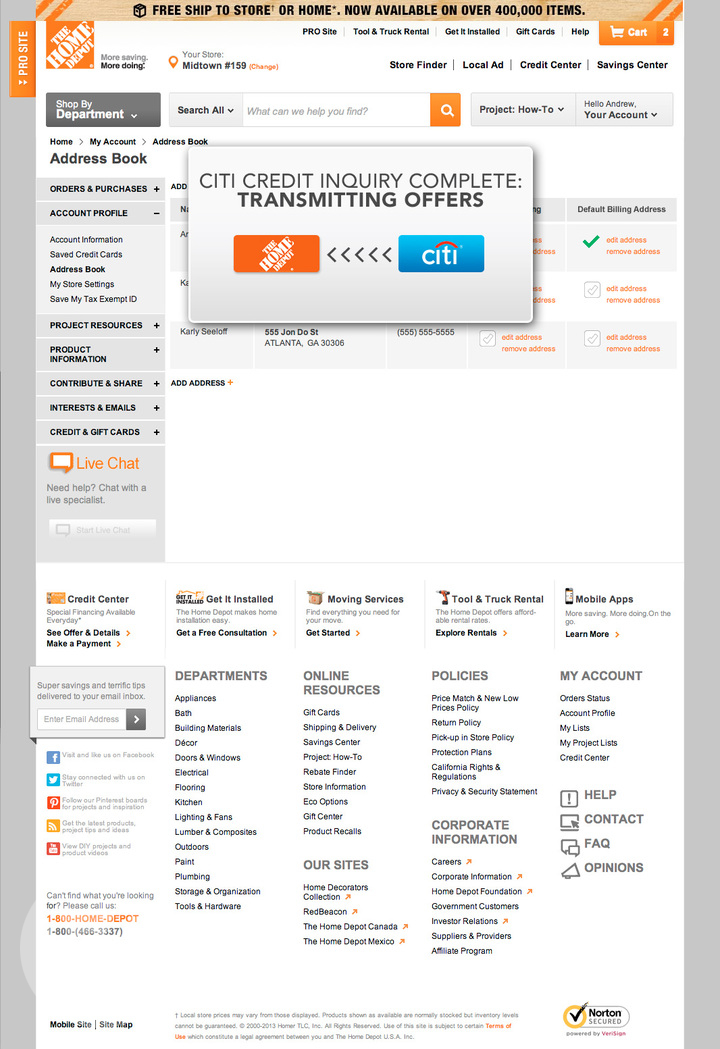 FREE SHIP TO STORE† OR HOME*. NOW AVAILABLE ON OVER 400,000 ITEMS.
PRO Site | Tool & Truck Rental | Get It Installed | Gift Cards | Help
Cart 2
PRO SITE
THE HOME DEPOT
More saving.
More doing.
Your Store:
Midtown #159 (Change)
Store Finder | Local Ad | Credit Center | Savings Center
Shop By
Department
Search All
What can we help you find?
Project: How-To
Hello Andrew,
Your Account
Home > My Account > Address Book
Address Book
ORDERS & PURCHASES +
ACCOUNT PROFILE –
Account Information
Saved Credit Cards
Address Book
My Store Settings
Save My Tax Exempt ID
PROJECT RESOURCES +
PRODUCT
INFORMATION +
CONTRIBUTE & SHARE +
INTERESTS & EMAILS +
CREDIT & GIFT CARDS +
Live Chat
Need help? Chat with a
live specialist.
Start Live Chat
ADD
CITI CREDIT INQUIRY COMPLETE:
TRANSMITTING OFFERS
THE HOME DEPOT
<<<<<
citi
Default Billing Address
edit address
remove address
edit address
remove address
Karly Seeloff
555 Jon Do St
ATLANTA, GA 30306
(555) 555-5555
edit address
remove address
edit address
remove address
ADD ADDRESS +
Credit Center
Special Financing Available
Everyday*
See Offer & Details >
Make a Payment >
GET IT INSTALLED
Get It Installed
The Home Depot makes home
installation easy.
Get a Free Consultation >
Moving Services
Find everything you need for
your move.
Get Started >
Tool & Truck Rental
The Home Depot offers afford-
able rental rates.
Explore Rentals >
Mobile Apps
More saving. More doing.On the
go.
Learn More >
Super savings and terrific tips
delivered to your email inbox.
Enter Email Address >
Visit and like us on Facebook
Stay connected with us on
Twitter
Follow our Pinterest boards
for projects and inspiration
Get the latest products,
project tips and ideas
View DIY projects and
product videos
Can't find what you're looking
for? Please call us:
1-800-HOME-DEPOT
1-800-(466-3337)
DEPARTMENTS
Appliances
Bath
Building Materials
Décor
Doors & Windows
Electrical
Flooring
Kitchen
Lighting & Fans
Lumber & Composites
Outdoors
Paint
Plumbing
Storage & Organization
Tools & Hardware
ONLINE
RESOURCES
Gift Cards
Shipping & Delivery
Savings Center
Project: How-To
Rebate Finder
Store Information
Eco Options
Gift Center
Product Recalls
OUR SITES
Home Decorators
Collection
RedBeacon
The Home Depot Canada
The Home Depot Mexico
POLICIES
Price Match & New Low
Prices Policy
Return Policy
Pick-up in Store Policy
Protection Plans
California Rights &
Regulations
Privacy & Security Statement
CORPORATE
INFORMATION
Careers
Corporate Information
Home Depot Foundation
Government Customers
Investor Relations
Suppliers & Providers
Affiliate Program
MY ACCOUNT
Orders Status
Account Profile
My Lists
My Project Lists
Credit Center
HELP
CONTACT
FAQ
OPINIONS
Mobile Site | Site Map
† Local store prices may vary from those displayed. Products shown as available are normally stocked but inventory levels
cannot be guaranteed. © 2000-2013 Homer TLC, Inc. All Rights Reserved. Use of this site is subject to certain Terms of
Use which constitute a legal agreement between you and The Home Depot U.S.A. Inc.
Norton
SECURED
powered by VeriSign